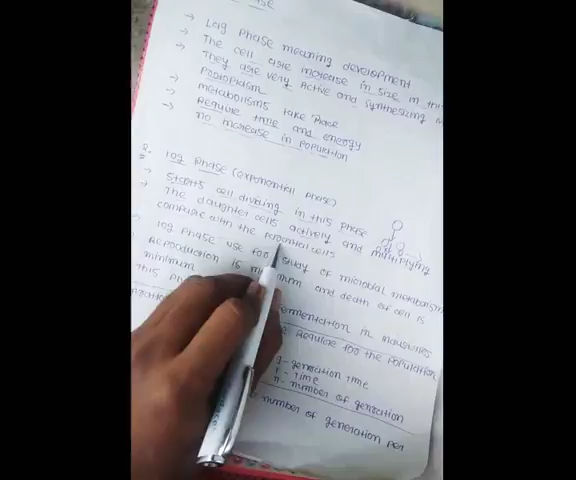 → Lag phase meaning development
→ The cell are increase in size in this
→ They are very active and synthesizing
Protoplasm
→ metabolisms take place
→ Require time and energy
no increase in population
2. log phase (exponential phase)
→ Starts cell dividing in this phase
→ The daughter cells actively and multiplying
compare with the parental cells
log phase use for study of microbial metabolism
Reproduction is and death of cell is
minimum
this
fermentation in industries
Require for the population
g - generation time
t - time
n - number of genration
number of generation per